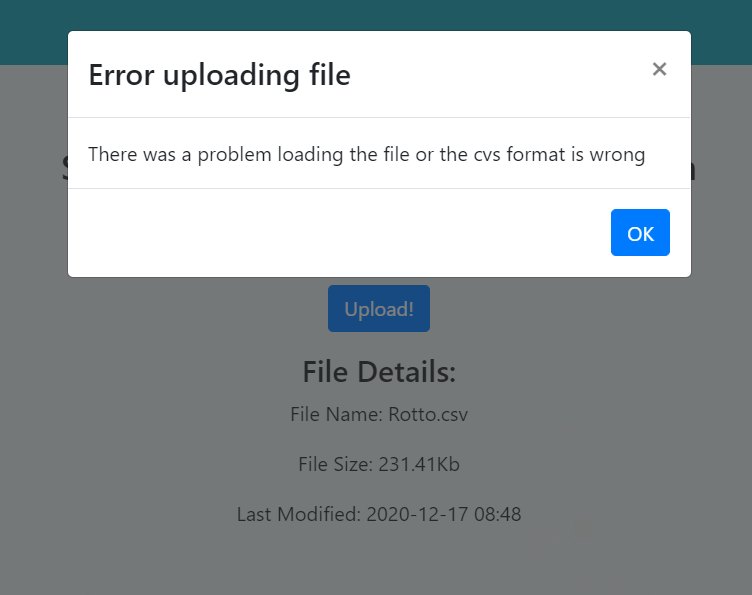 Error uploading file
×
There was a problem loading the file or the cvs format is wrong
OK
Upload!
File Details:
File Name: Rotto.csv
File Size: 231.41Kb
Last Modified: 2020-12-17 08:48